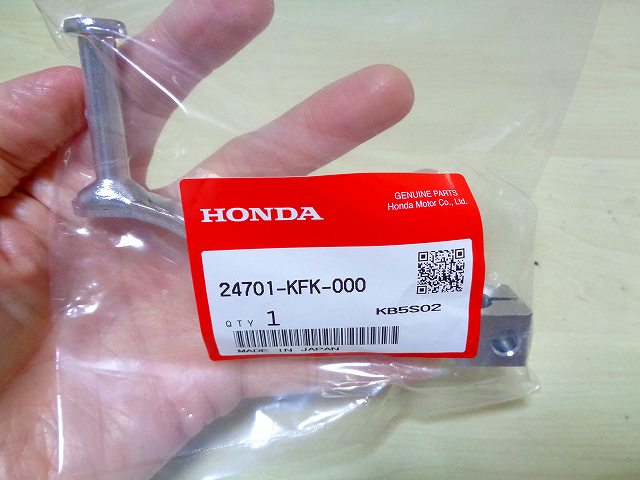 GENUINE PARTS
Honda Motor Co., Ltd.
HONDA
24701-KFK-000
KB5S02
QTY 1
MADE IN JAPAN